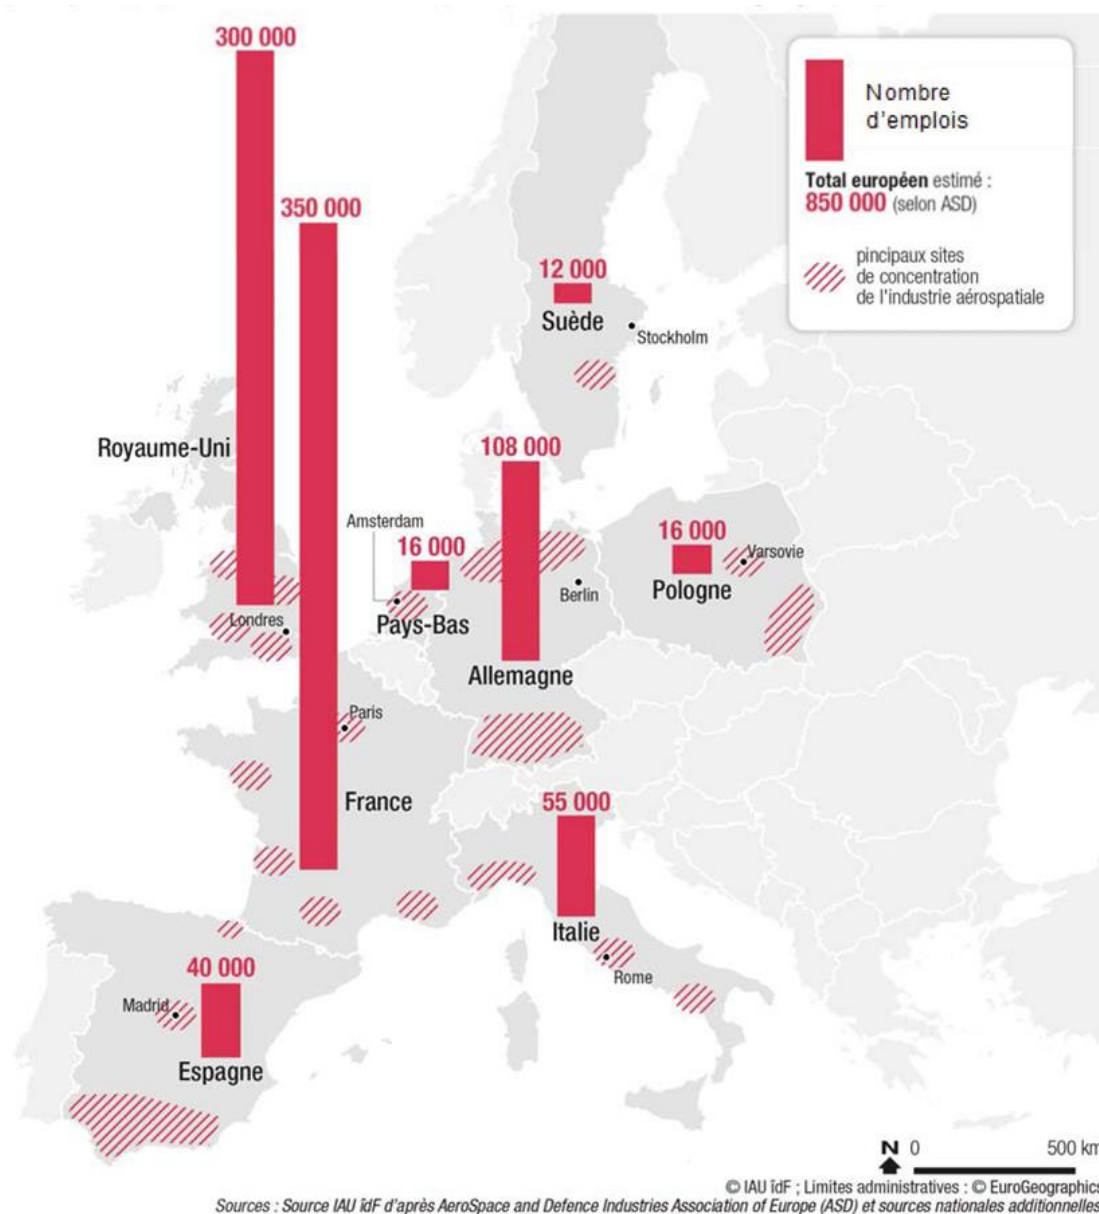 300 000
350 000
Nombre
d'emplois
Total européen estimé :
850 000 (selon ASD)
pincipaux sites
de concentration
de l'industrie aérospatiale
12 000
Suède
Stockholm
Royaume-Uni
108 000
Amsterdam
16 000
16 000
Varsovie
Berlin
Pologne
Londres
Pays-Bas
Allemagne
Paris
France
55 000
Italie
40 000
Rome
Madrid
Espagne
N 0 500 km
© IAU îdF ; Limites administratives : © EuroGeographics
Sources : Source IAU îdF d'après AeroSpace and Defence Industries Association of Europe (ASD) et sources nationales additionnelles